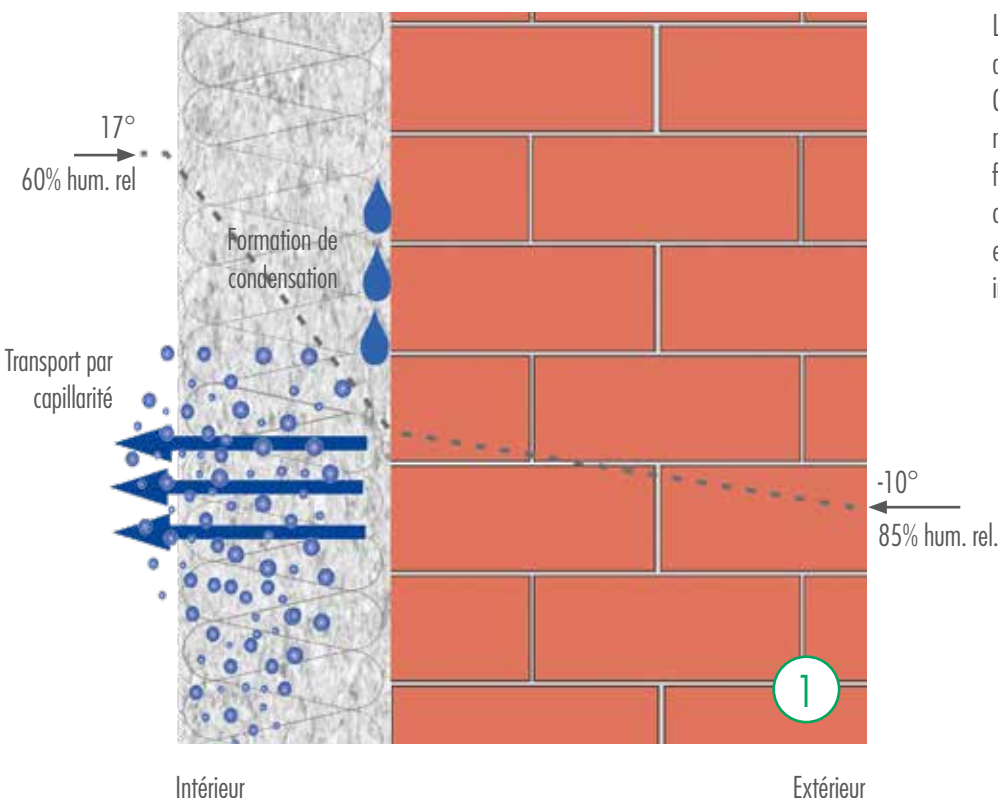 17°
60% hum. rel
Formation de
condensation
Transport par
capillarité
-10°
85% hum. rel.
1
Intérieur
Extérieur